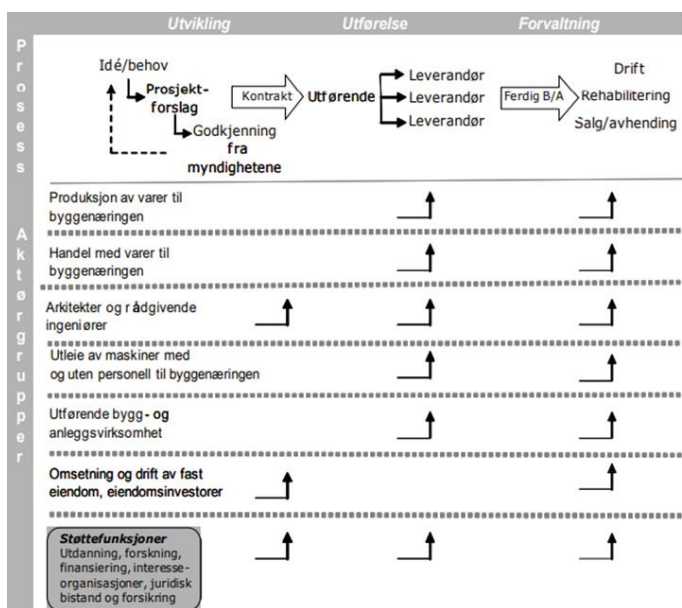 Utvikling Utførelse Forvaltning
Prosess
Idé/behov
Prosjekt-
forslag
Godkjenning
fra
myndighetene
Kontrakt
Utførende
Leverandør
Leverandør
Leverandør
Ferdig B/A
Drift
Rehabilitering
Salg/avhending
Aktørgrupper
Produksjon av varer til
byggenæringen
Handel med varer til
byggenæringen
Arkitekter og rådgivende
ingeniører
Utleie av maskiner med
og uten personell til byggenæringen
Utførende bygg- og
anleggsvirksomhet
Omsetning og drift av fast
eiendom, eiendomsinvestorer
Støttefunksjoner
Utdanning, forskning,
finansiering, interesse-
organisasjoner, juridisk
bistand og forsikring